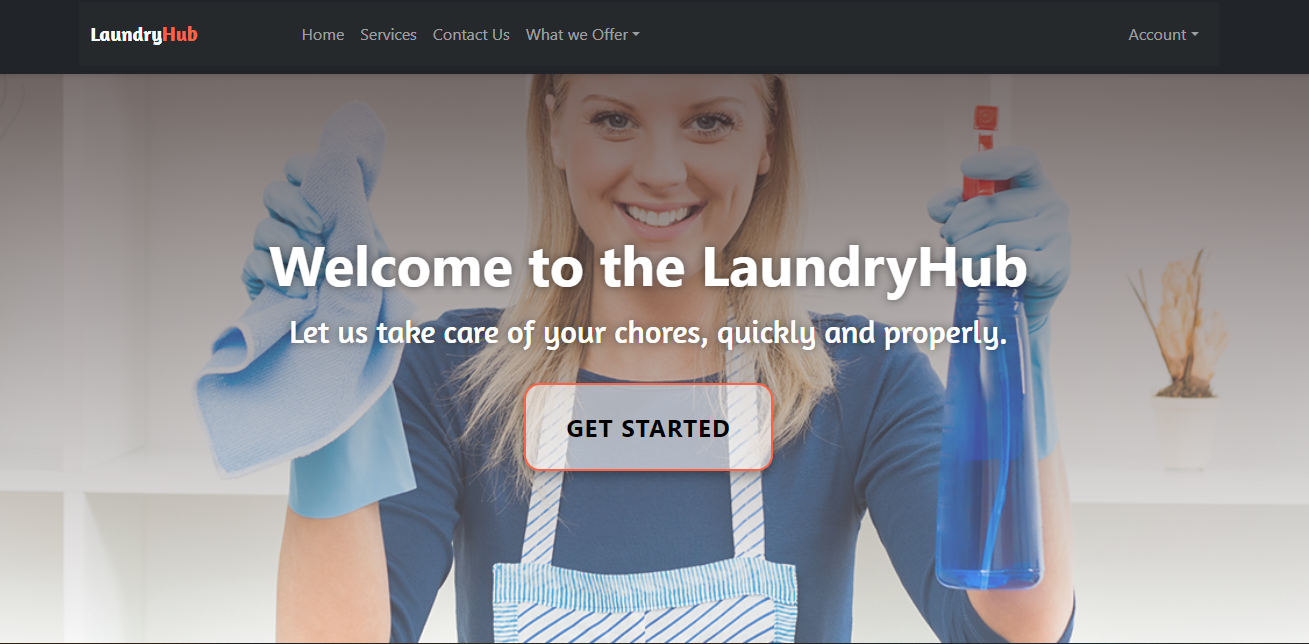 LaundryHub Home Services Contact Us What we Offer Account
Welcome to the LaundryHub
Let us take care of your chores, quickly and properly.
GET STARTED